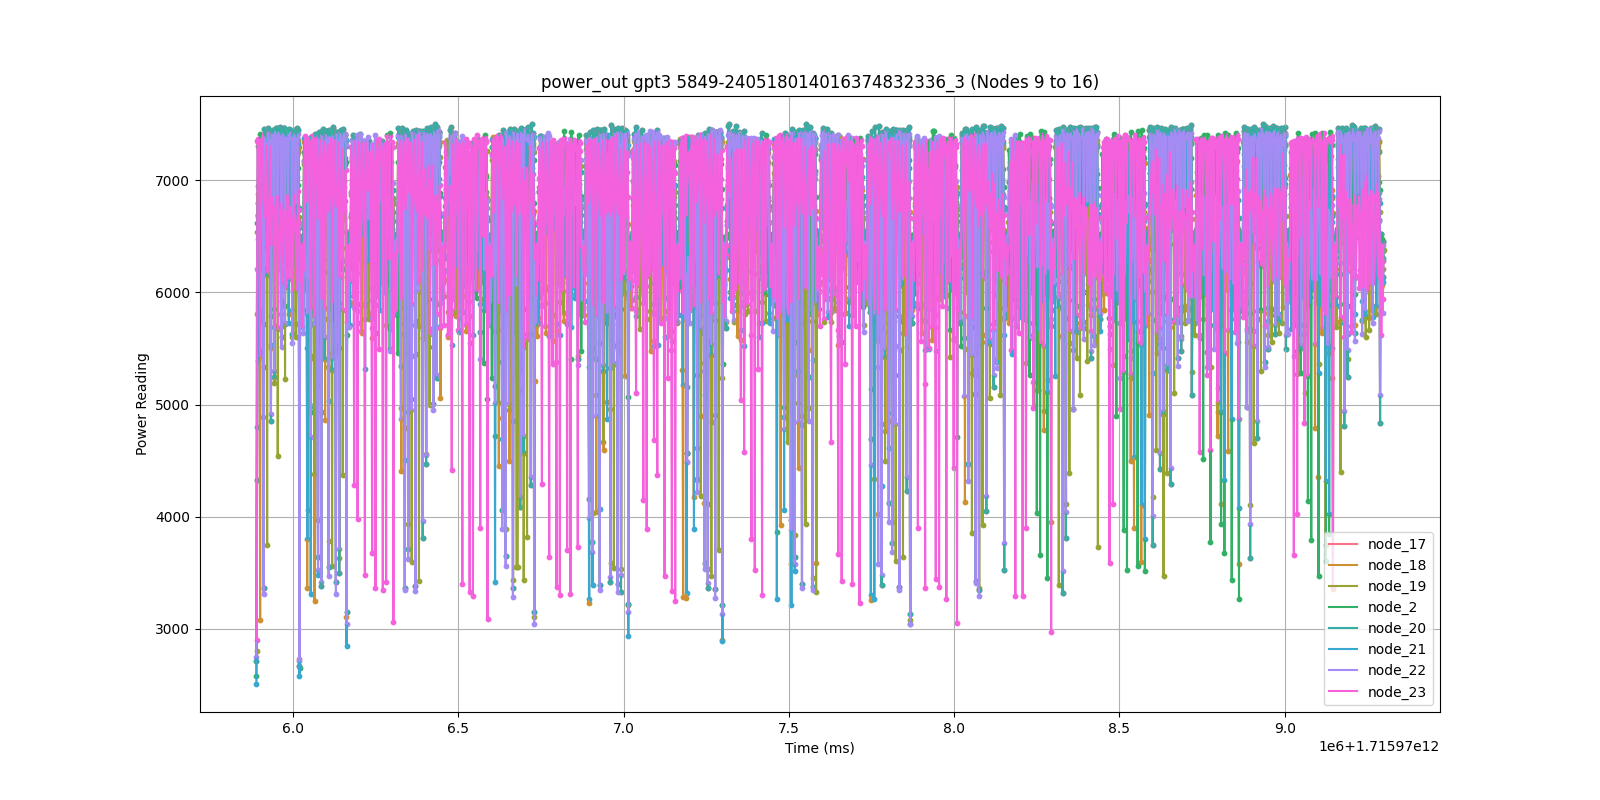 power_out gpt3 5849-240518014016374832336_3 (Nodes 9 to 16)
Power Reading
7000
6000
5000
4000
3000
6.0 6.5 7.0 7.5 8.0 8.5 9.0
1e6+1.71597e12
Time (ms)
node_17
node_18
node_19
node_2
node_20
node_21
node_22
node_23